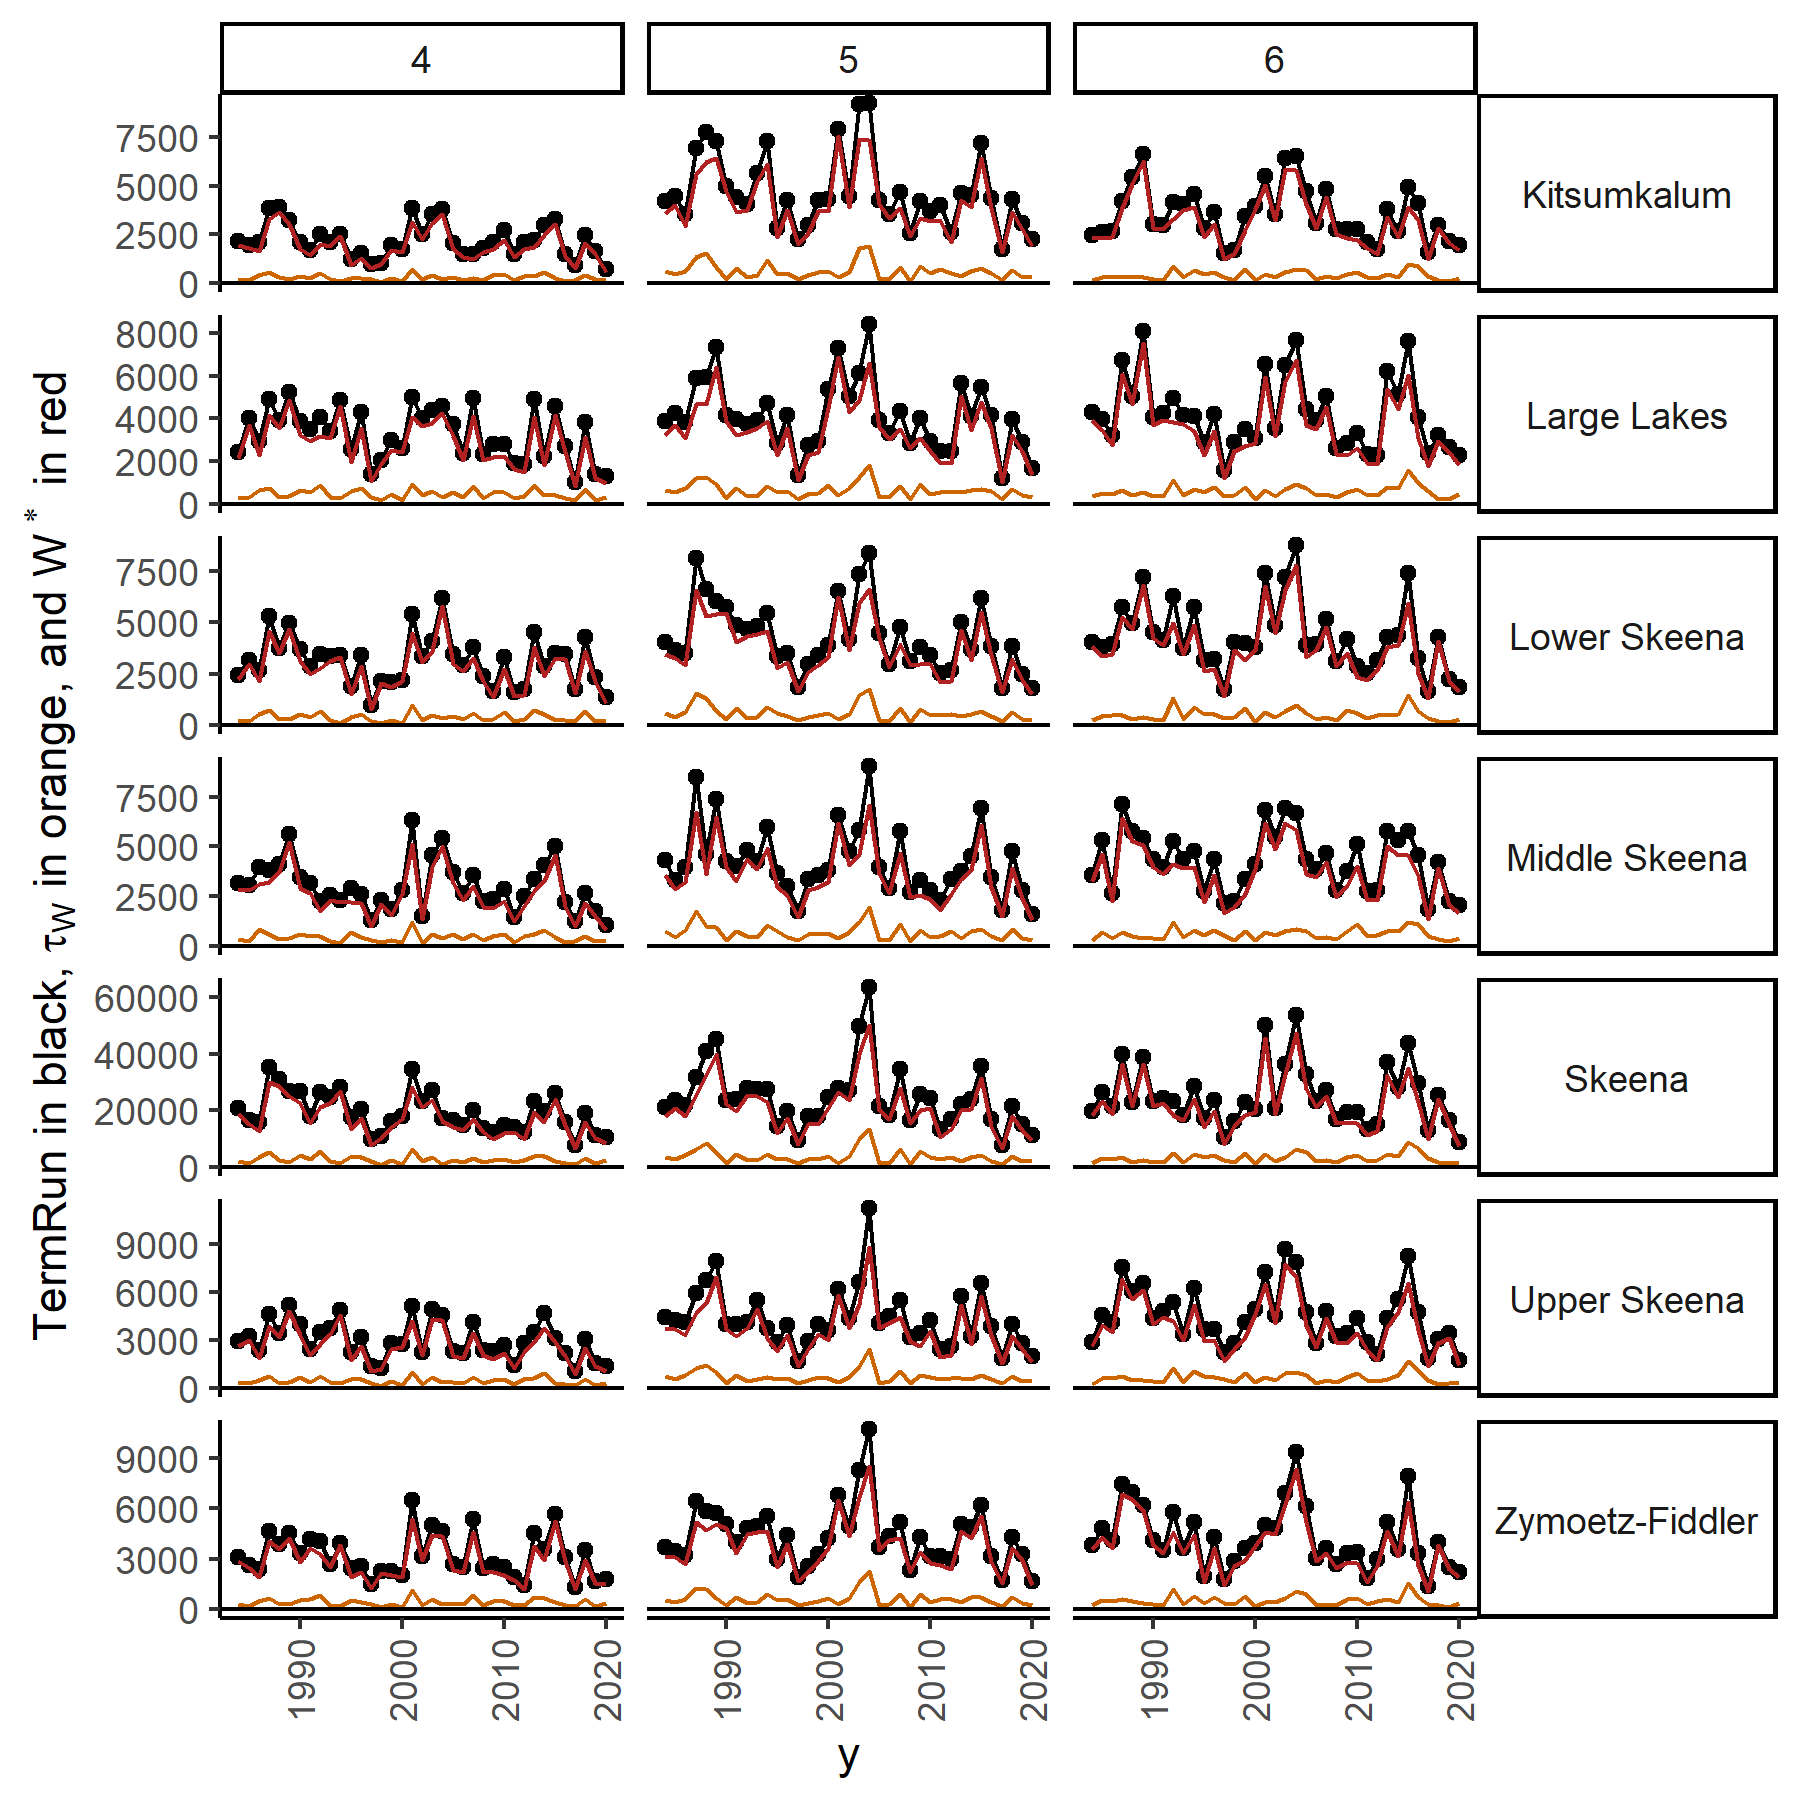 4 5 6
7500
5000
2500
0
Kitsumkalum
8000
6000
4000
2000
0
Large Lakes
7500
5000
2500
0
Lower Skeena
7500
5000
2500
0
Middle Skeena
60000
40000
20000
0
Skeena
9000
6000
3000
0
Upper Skeena
9000
6000
3000
0
Zymoetz-Fiddler
1990 2000 2010 2020 1990 2000 2010 2020 1990 2000 2010 2020
y
TermRun in black, τW in orange, and W* in red